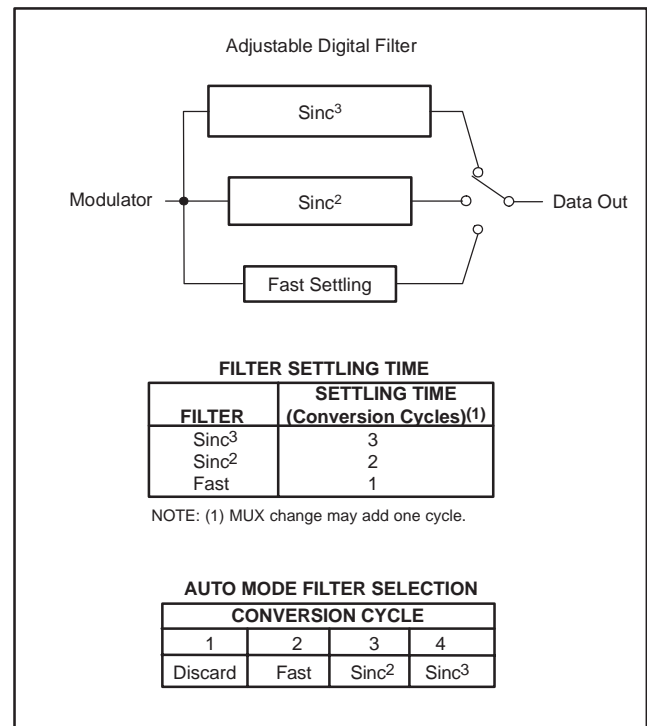 Adjustable Digital Filter
Sinc³
Modulator
Sinc²
Data Out
Fast Settling
FILTER SETTLING TIME
FILTER
SETTLING TIME
(Conversion Cycles)(1)
Sinc³ 3
Sinc² 2
Fast 1
NOTE: (1) MUX change may add one cycle.
AUTO MODE FILTER SELECTION
CONVERSION CYCLE
1 2 3 4
Discard Fast Sinc² Sinc³